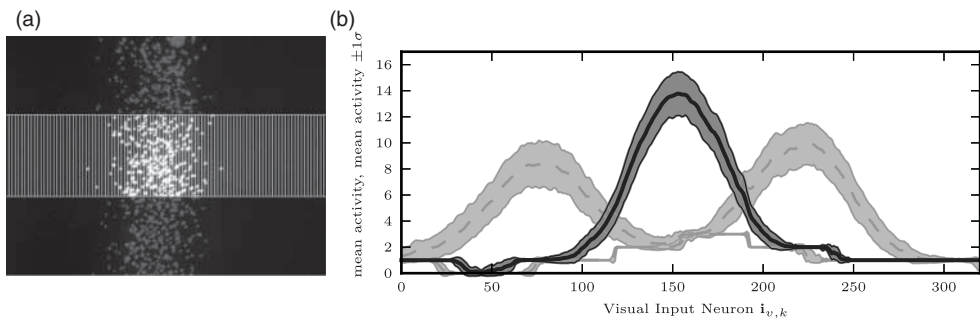 (a)
(b)
mean activity, mean activity ±1σ
16
14
12
10
8
6
4
2
0
0 50 100 150 200 250 300
Visual Input Neuron i_{v,k}